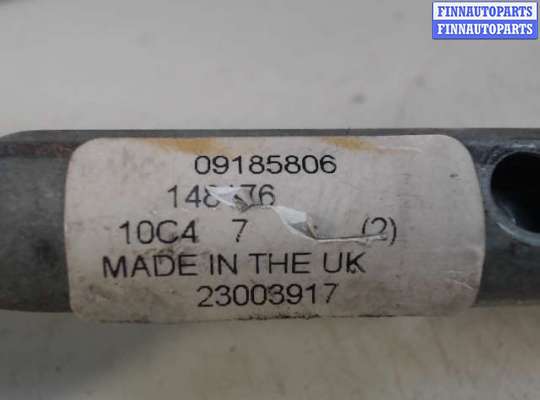 FINNAUTOPARTS
FINNAUTOPARTS
09185806
10C4 7 (2)
MADE IN THE UK
23003917